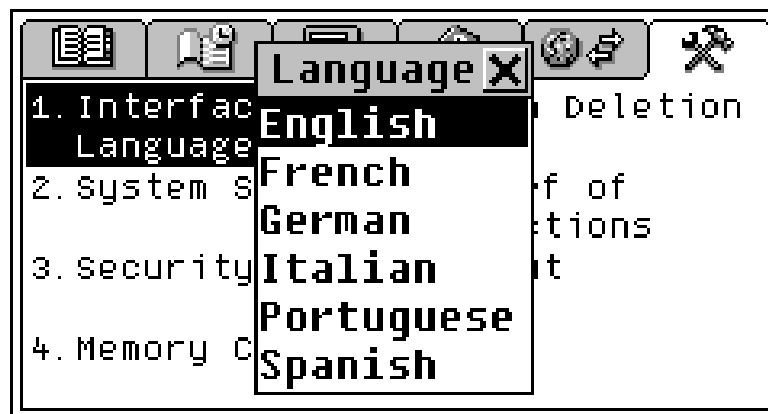 Language X
English
French
German
Italian
Portuguese
Spanish
1. Interfac
Language
2. System S
3. Security
4. Memory C
Deletion
f of
tions
t